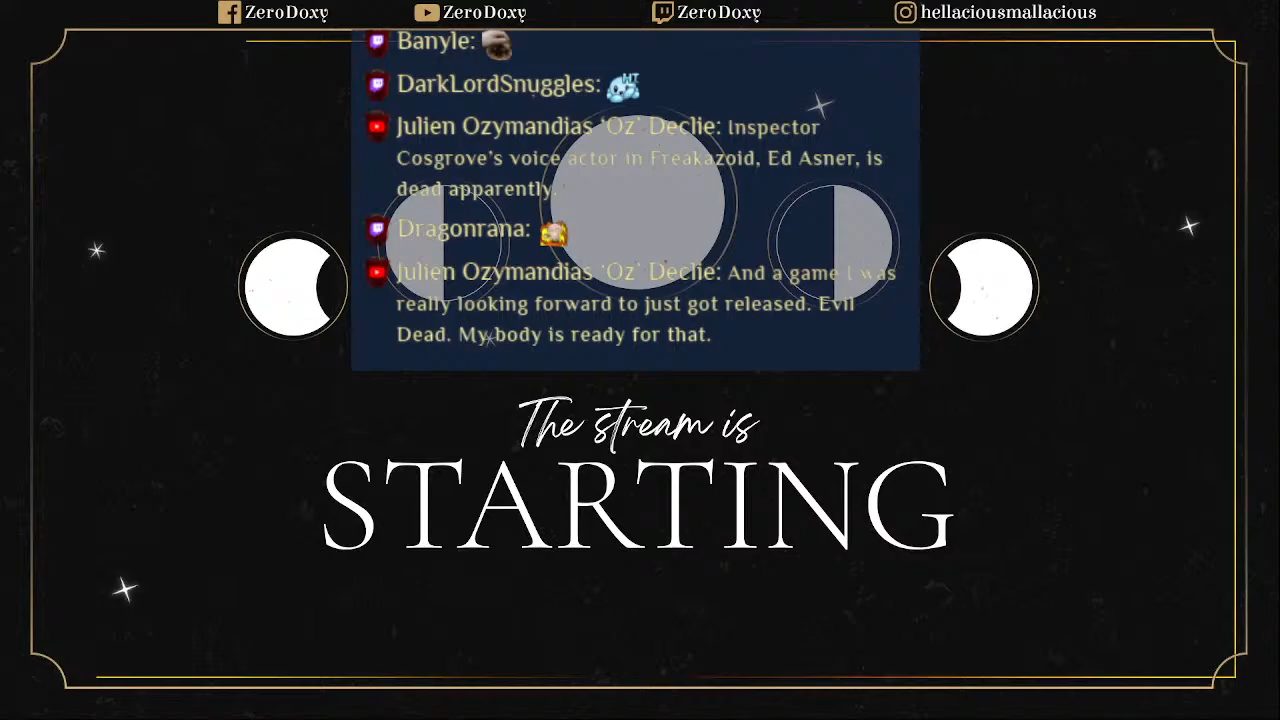 ZeroDoxy ZeroDoxy ZeroDoxy hellaciousmallacious
Banyle:
DarkLordSnuggles:
Julien Ozymandias ‘Oz’ Declie: Inspector
Cosgrove’s voice actor in Freakazoid, Ed Asner, is
dead apparently.
Dragonrana:
Julien Ozymandias ‘Oz’ Declie: And a game I was
really looking forward to just got released. Evil
Dead. My body is ready for that.
The stream is
STARTING